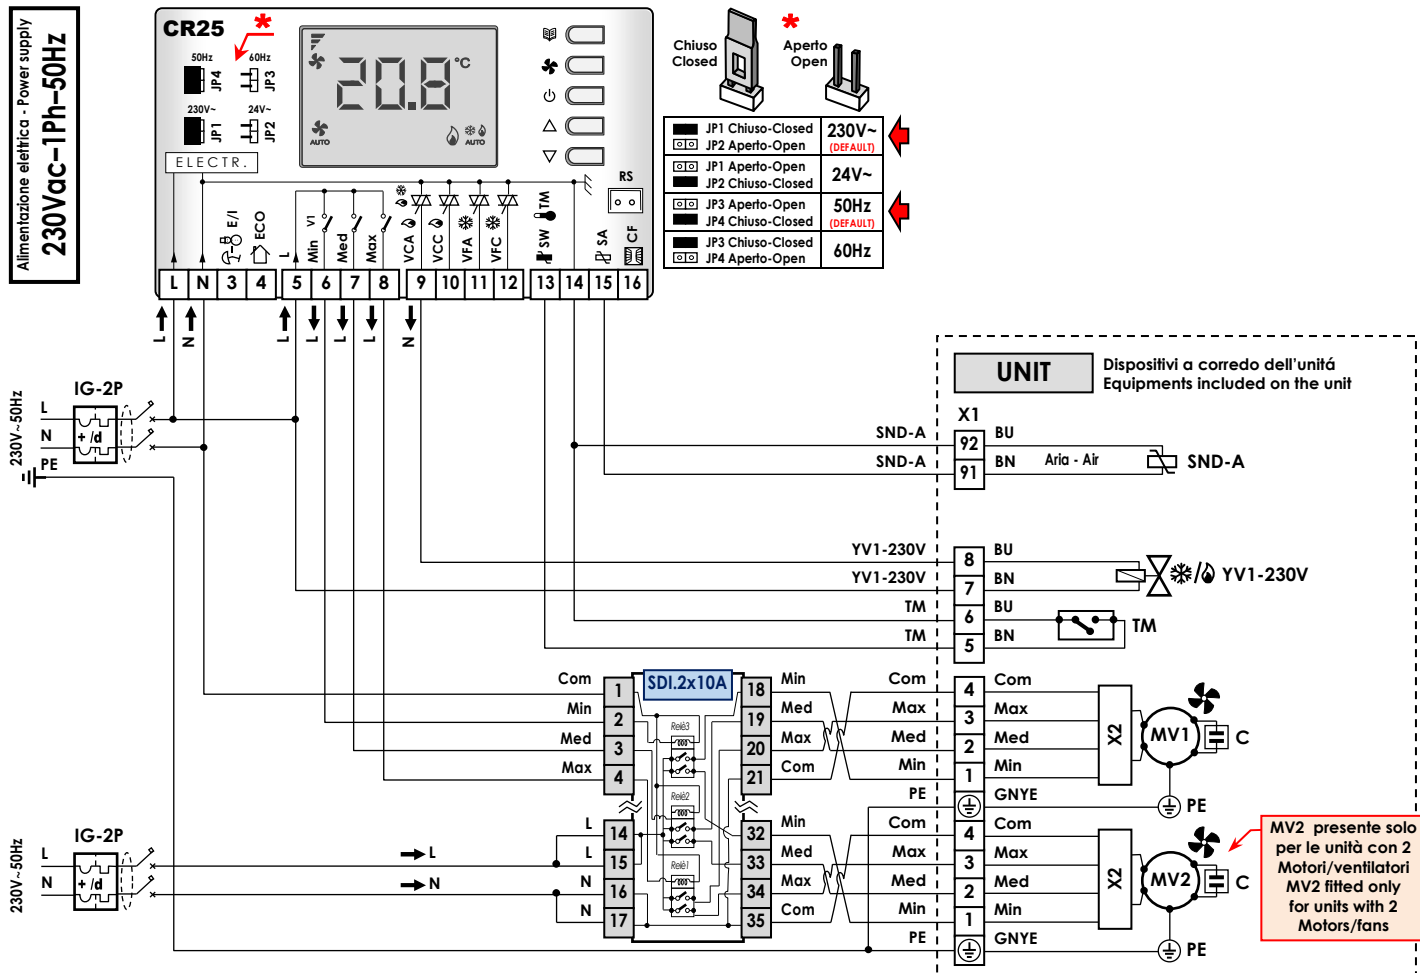 Alimentazione elettrica - Power supply
230Vac-1Ph-50Hz
CR25
*
50Hz
60Hz
JP4
JP3
230V~
24V~
JP1
JP2
ELECTR.
20.8 °C
AUTO
AUTO
Chiuso
Closed
*
Aperto
Open
JP1 Chiuso-Closed
JP2 Aperto-Open
230V~
(DEFAULT)
JP1 Aperto-Open
JP2 Chiuso-Closed
24V~
JP3 Aperto-Open
JP4 Chiuso-Closed
50Hz
(DEFAULT)
JP3 Chiuso-Closed
JP4 Aperto-Open
60Hz
E/I
ECO
L
Min
V1
Med
Max
VCA
VCC
VFA
VFC
SW
TM
SA
CF
RS
L N 3 4 5 6 7 8 9 10 11 12 13 14 15 16
L N L L L L N
IG-2P
230V~50Hz
L
N
PE
+ /d
UNIT
Dispositivi a corredo dell'unitá
Equipments included on the unit
X1
SND-A 92 BU
SND-A 91 BN
Aria - Air
SND-A
YV1-230V 8 BU
YV1-230V 7 BN
YV1-230V
TM 6 BU
TM 5 BN
TM
SDI.2x10A
Com 1
Min 2
Med 3
Max 4
Relè3
Relè2
Relè1
18 Min
19 Med
20 Max
21 Com
Com 4 Com
Max 3 Max
Med 2 Med
Min 1 Min
PE GNYE
X2
MV1
C
PE
IG-2P
230V~50Hz
L
N
+ /d
L
N
L 14
L 15
N 16
N 17
32 Min
33 Med
34 Max
35 Com
Com 4 Com
Max 3 Max
Med 2 Med
Min 1 Min
PE GNYE
X2
MV2
C
PE
MV2 presente solo
per le unità con 2
Motori/ventilatori
MV2 fitted only
for units with 2
Motors/fans